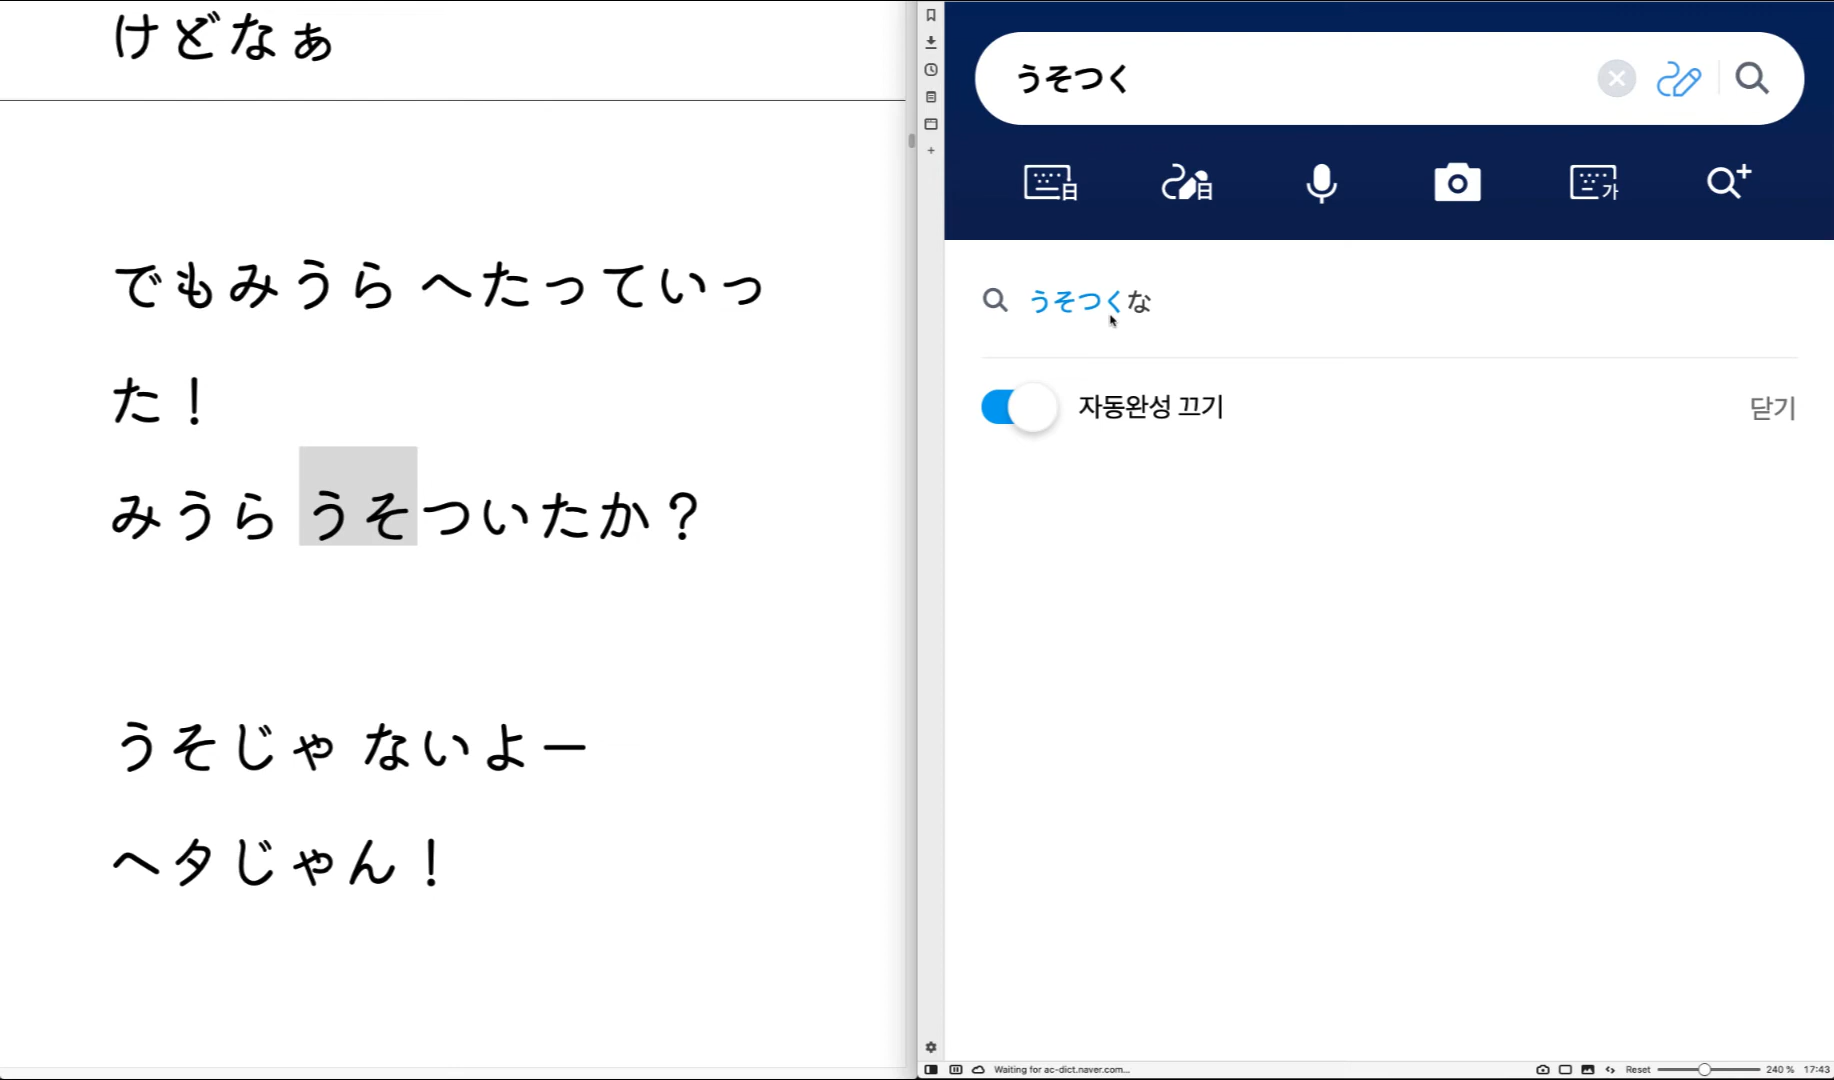 けどなぁ
でもみうら へたっていっ
た！
みうら うそついたか？
うそじゃ ないよー
ヘタじゃん！
うそつく
うそつくな
자동완성 끄기
닫기
Waiting for ac-dict.naver.com...
Reset
240 %
17:43